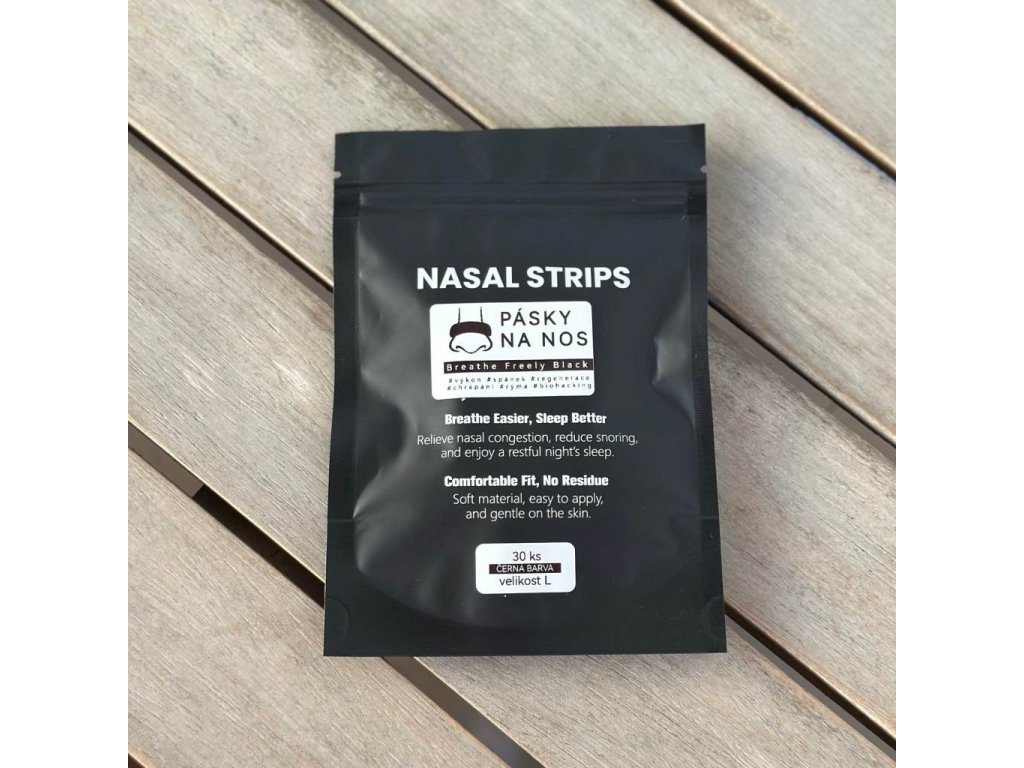 NASAL STRIPS
PÁSKY
NA NOS
Breathe Freely Black
#výkon #spánok #regenerace
#chrápání #rýma #biohacking
Breathe Easier, Sleep Better
Relieve nasal congestion, reduce snoring,
and enjoy a restful night's sleep.
Comfortable Fit, No Residue
Soft material, easy to apply,
and gentle on the skin.
30 ks
ČERNÁ BARVA
velikost L